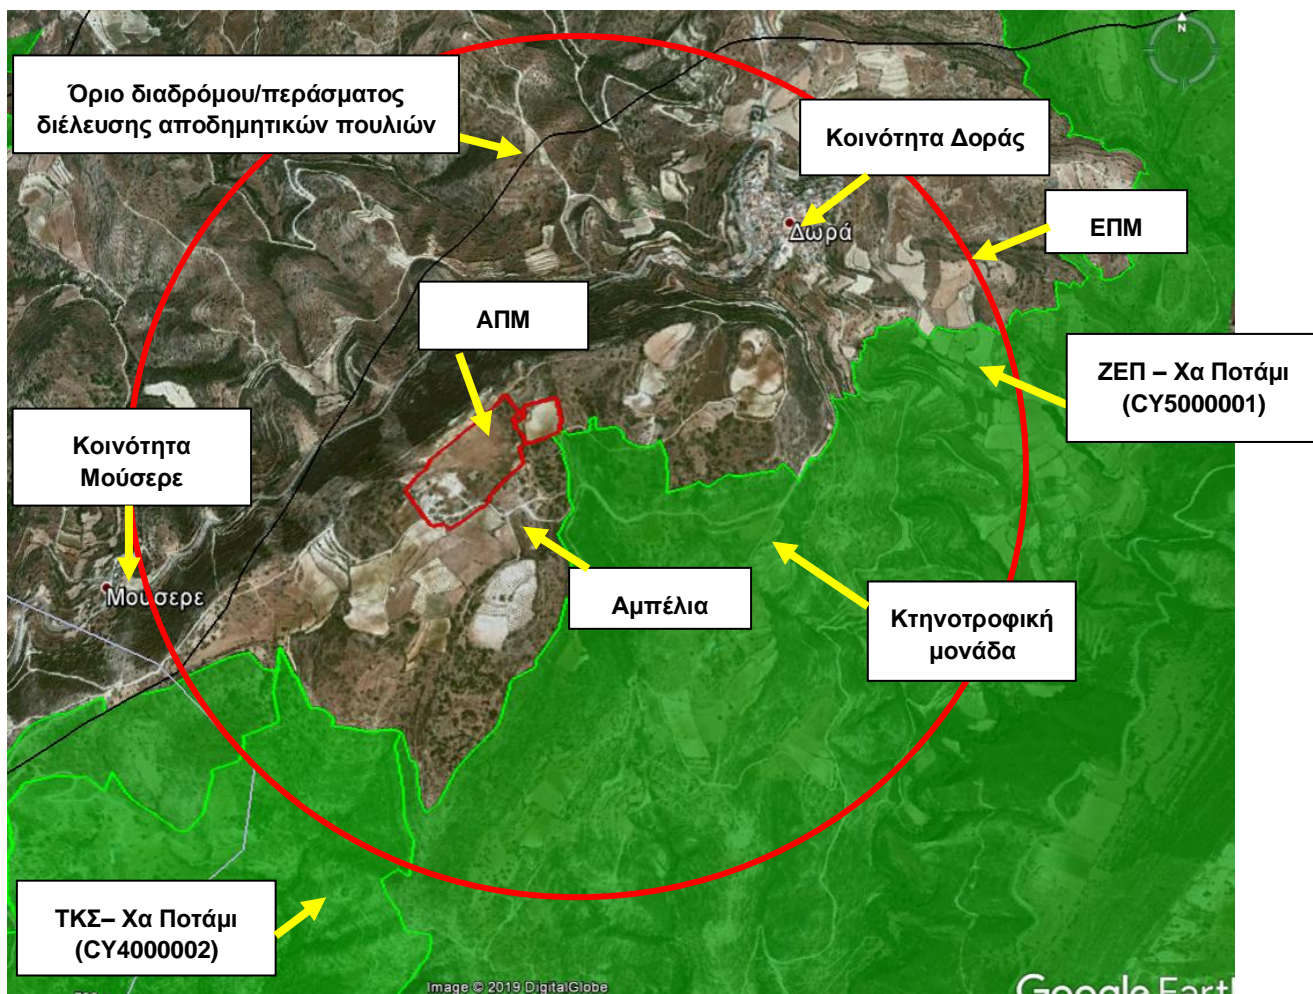 N
Όριο διαδρόμου/περάσματος
διέλευσης αποδημητικών πουλιών
Κοινότητα Δοράς
Δωρά
ΕΠΜ
ΑΠΜ
ΖΕΠ – Χα Ποτάμι
(CY5000001)
Κοινότητα
Μούσερε
Μούσερε
Αμπέλια
Κτηνοτροφική
μονάδα
ΤΚΣ– Χα Ποτάμι
(CY4000002)
Image © 2019 DigitalGlobe
Google Earth